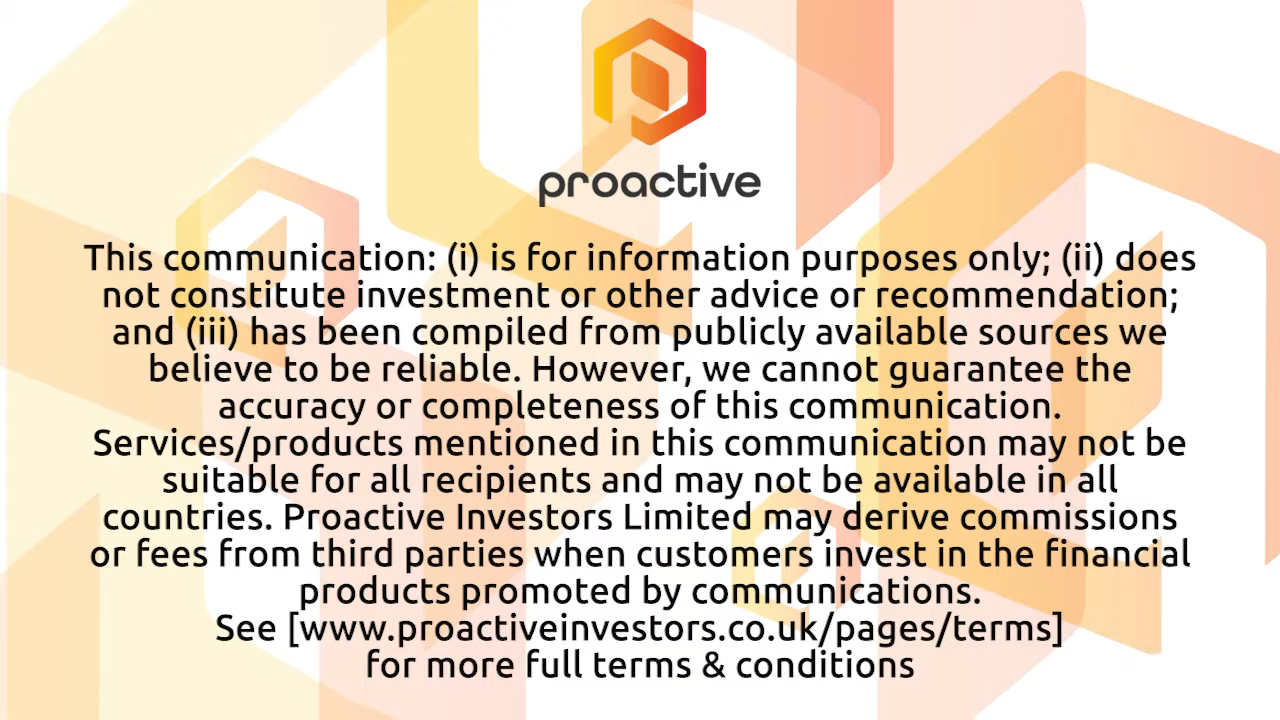 proactive
This communication: (i) is for information purposes only; (ii) does
not constitute investment or other advice or recommendation;
and (iii) has been compiled from publicly available sources we
believe to be reliable. However, we cannot guarantee the
accuracy or completeness of this communication.
Services/products mentioned in this communication may not be
suitable for all recipients and may not be available in all
countries. Proactive Investors Limited may derive commissions
or fees from third parties when customers invest in the financial
products promoted by communications.
See [www.proactiveinvestors.co.uk/pages/terms]
for more full terms & conditions